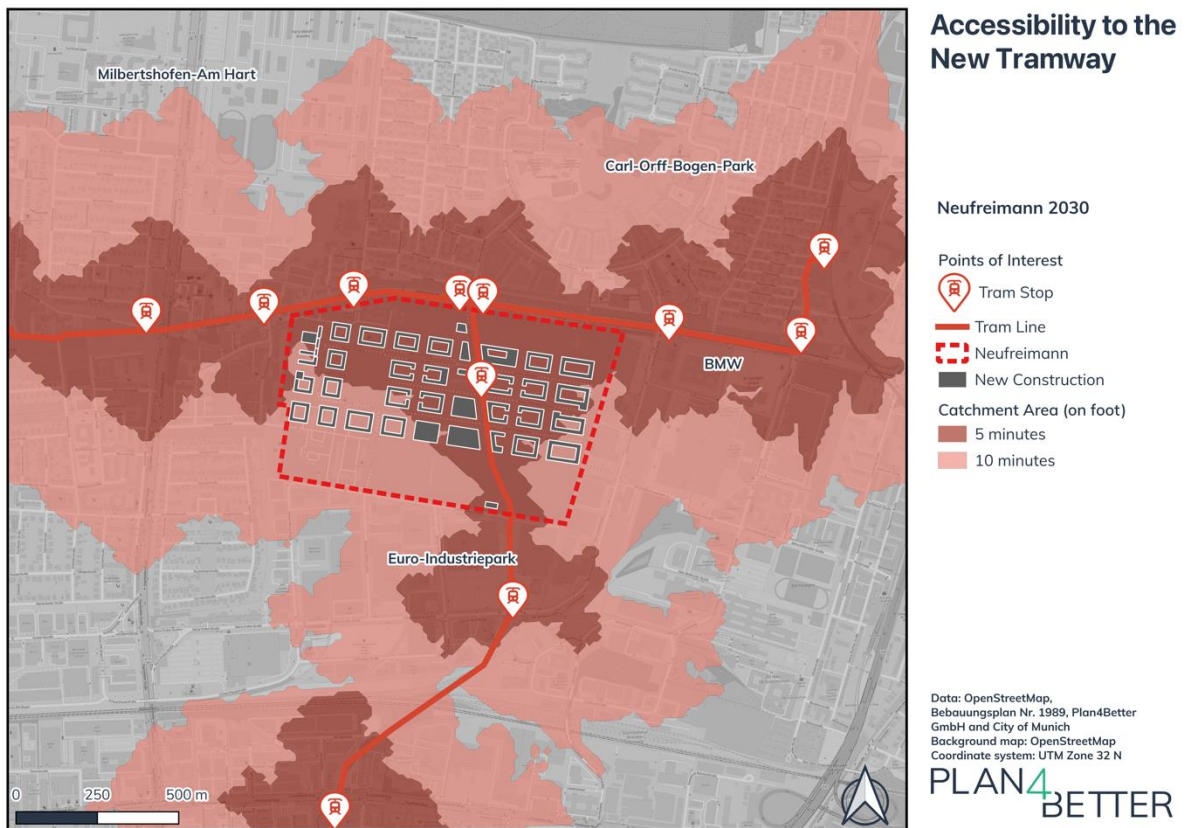 Accessibility to the
New Tramway
Milbertshofen-Am Hart
Carl-Orff-Bogen-Park
BMW
Euro-Industriepark
0 250 500 m
Neufreimann 2030
Points of Interest
Tram Stop
Tram Line
Neufreimann
New Construction
Catchment Area (on foot)
5 minutes
10 minutes
Data: OpenStreetMap,
Bebauungsplan Nr. 1989, Plan4Better
GmbH and City of Munich
Background map: OpenStreetMap
Coordinate system: UTM Zone 32 N
PLAN4
BETTER